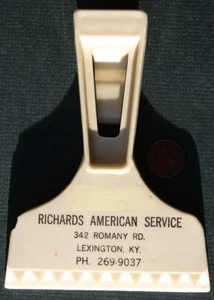 RICHARDS AMERICAN SERVICE
342 ROMANY RD.
LEXINGTON, KY.
PH. 269-9037